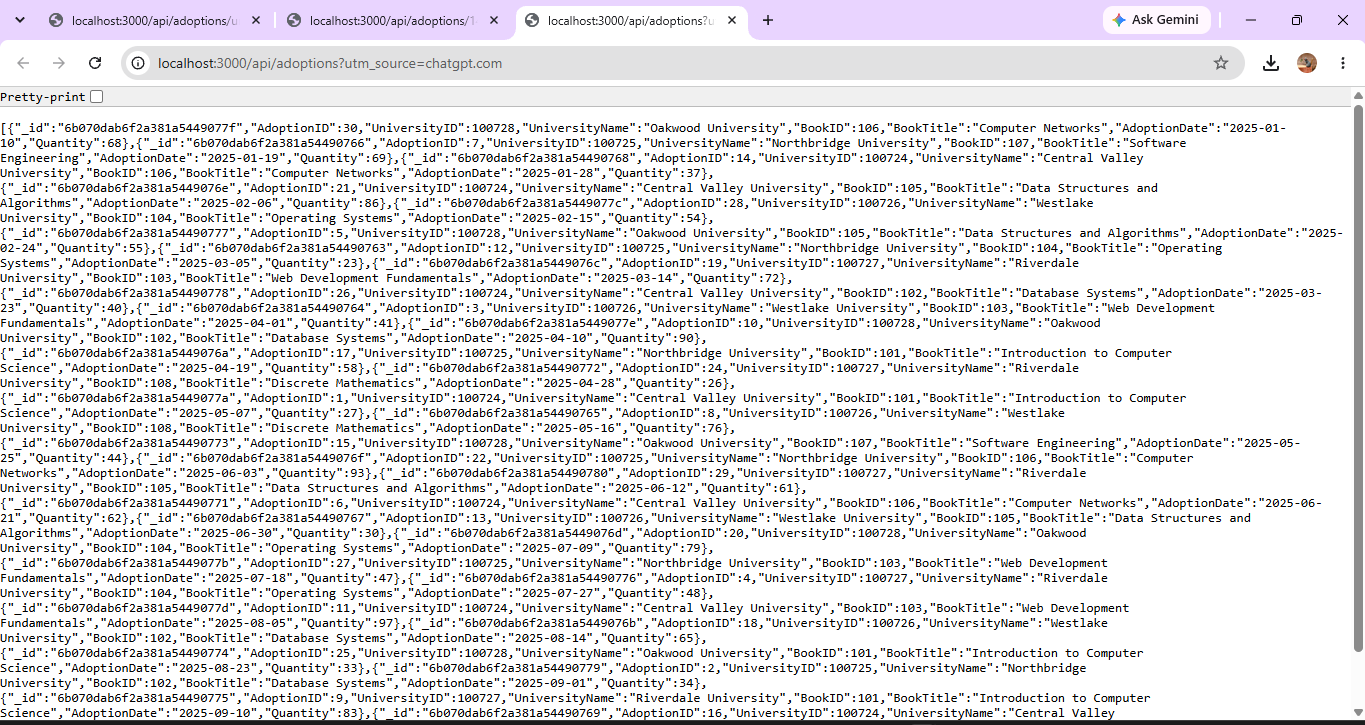 localhost:3000/api/adoptions/u
localhost:3000/api/adoptions/1
localhost:3000/api/adoptions?u
Ask Gemini
localhost:3000/api/adoptions?utm_source=chatgpt.com
Pretty-print
[{"_id":"6b070dab6f2a381a5449077f","AdoptionID":30,"UniversityID":100728,"UniversityName":"Oakwood University","BookID":106,"BookTitle":"Computer Networks","AdoptionDate":"2025-01-
10","Quantity":68},{"_id":"6b070dab6f2a381a54490766","AdoptionID":7,"UniversityID":100725,"UniversityName":"Northbridge University","BookID":107,"BookTitle":"Software
Engineering","AdoptionDate":"2025-01-19","Quantity":69},{"_id":"6b070dab6f2a381a54490768","AdoptionID":14,"UniversityID":100724,"UniversityName":"Central Valley
University","BookID":106,"BookTitle":"Computer Networks","AdoptionDate":"2025-01-28","Quantity":37},
{"_id":"6b070dab6f2a381a5449076e","AdoptionID":21,"UniversityID":100724,"UniversityName":"Central Valley University","BookID":105,"BookTitle":"Data Structures and
Algorithms","AdoptionDate":"2025-02-06","Quantity":86},{"_id":"6b070dab6f2a381a5449077c","AdoptionID":28,"UniversityID":100726,"UniversityName":"Westlake
University","BookID":104,"BookTitle":"Operating Systems","AdoptionDate":"2025-02-15","Quantity":54},
{"_id":"6b070dab6f2a381a54490777","AdoptionID":5,"UniversityID":100728,"UniversityName":"Oakwood University","BookID":105,"BookTitle":"Data Structures and Algorithms","AdoptionDate":"2025-
02-24","Quantity":55},{"_id":"6b070dab6f2a381a54490763","AdoptionID":12,"UniversityID":100725,"UniversityName":"Northbridge University","BookID":104,"BookTitle":"Operating
Systems","AdoptionDate":"2025-03-05","Quantity":23},{"_id":"6b070dab6f2a381a5449076c","AdoptionID":19,"UniversityID":100727,"UniversityName":"Riverdale
University","BookID":103,"BookTitle":"Web Development Fundamentals","AdoptionDate":"2025-03-14","Quantity":72},
{"_id":"6b070dab6f2a381a54490778","AdoptionID":26,"UniversityID":100724,"UniversityName":"Central Valley University","BookID":102,"BookTitle":"Database Systems","AdoptionDate":"2025-03-
23","Quantity":40},{"_id":"6b070dab6f2a381a54490764","AdoptionID":3,"UniversityID":100726,"UniversityName":"Westlake University","BookID":103,"BookTitle":"Web Development
Fundamentals","AdoptionDate":"2025-04-01","Quantity":41},{"_id":"6b070dab6f2a381a5449077e","AdoptionID":10,"UniversityID":100728,"UniversityName":"Oakwood
University","BookID":102,"BookTitle":"Database Systems","AdoptionDate":"2025-04-10","Quantity":90},
{"_id":"6b070dab6f2a381a5449076a","AdoptionID":17,"UniversityID":100725,"UniversityName":"Northbridge University","BookID":101,"BookTitle":"Introduction to Computer
Science","AdoptionDate":"2025-04-19","Quantity":58},{"_id":"6b070dab6f2a381a54490772","AdoptionID":24,"UniversityID":100727,"UniversityName":"Riverdale
University","BookID":108,"BookTitle":"Discrete Mathematics","AdoptionDate":"2025-04-28","Quantity":26},
{"_id":"6b070dab6f2a381a5449077a","AdoptionID":1,"UniversityID":100724,"UniversityName":"Central Valley University","BookID":101,"BookTitle":"Introduction to Computer
Science","AdoptionDate":"2025-05-07","Quantity":27},{"_id":"6b070dab6f2a381a54490765","AdoptionID":8,"UniversityID":100726,"UniversityName":"Westlake
University","BookID":108,"BookTitle":"Discrete Mathematics","AdoptionDate":"2025-05-16","Quantity":76},
{"_id":"6b070dab6f2a381a54490773","AdoptionID":15,"UniversityID":100728,"UniversityName":"Oakwood University","BookID":107,"BookTitle":"Software Engineering","AdoptionDate":"2025-05-
25","Quantity":44},{"_id":"6b070dab6f2a381a5449076f","AdoptionID":22,"UniversityID":100725,"UniversityName":"Northbridge University","BookID":106,"BookTitle":"Computer
Networks","AdoptionDate":"2025-06-03","Quantity":93},{"_id":"6b070dab6f2a381a54490780","AdoptionID":29,"UniversityID":100727,"UniversityName":"Riverdale
University","BookID":105,"BookTitle":"Data Structures and Algorithms","AdoptionDate":"2025-06-12","Quantity":61},
{"_id":"6b070dab6f2a381a54490771","AdoptionID":6,"UniversityID":100724,"UniversityName":"Central Valley University","BookID":106,"BookTitle":"Computer Networks","AdoptionDate":"2025-06-
21","Quantity":62},{"_id":"6b070dab6f2a381a54490767","AdoptionID":13,"UniversityID":100726,"UniversityName":"Westlake University","BookID":105,"BookTitle":"Data Structures and
Algorithms","AdoptionDate":"2025-06-30","Quantity":30},{"_id":"6b070dab6f2a381a5449076d","AdoptionID":20,"UniversityID":100728,"UniversityName":"Oakwood
University","BookID":104,"BookTitle":"Operating Systems","AdoptionDate":"2025-07-09","Quantity":79},
{"_id":"6b070dab6f2a381a5449077b","AdoptionID":27,"UniversityID":100725,"UniversityName":"Northbridge University","BookID":103,"BookTitle":"Web Development
Fundamentals","AdoptionDate":"2025-07-18","Quantity":47},{"_id":"6b070dab6f2a381a54490776","AdoptionID":4,"UniversityID":100727,"UniversityName":"Riverdale
University","BookID":104,"BookTitle":"Operating Systems","AdoptionDate":"2025-07-27","Quantity":48},
{"_id":"6b070dab6f2a381a5449077d","AdoptionID":11,"UniversityID":100724,"UniversityName":"Central Valley University","BookID":103,"BookTitle":"Web Development
Fundamentals","AdoptionDate":"2025-08-05","Quantity":97},{"_id":"6b070dab6f2a381a5449076b","AdoptionID":18,"UniversityID":100726,"UniversityName":"Westlake
University","BookID":102,"BookTitle":"Database Systems","AdoptionDate":"2025-08-14","Quantity":65},
{"_id":"6b070dab6f2a381a54490774","AdoptionID":25,"UniversityID":100728,"UniversityName":"Oakwood University","BookID":101,"BookTitle":"Introduction to Computer
Science","AdoptionDate":"2025-08-23","Quantity":33},{"_id":"6b070dab6f2a381a54490779","AdoptionID":2,"UniversityID":100725,"UniversityName":"Northbridge
University","BookID":102,"BookTitle":"Database Systems","AdoptionDate":"2025-09-01","Quantity":34},
{"_id":"6b070dab6f2a381a54490775","AdoptionID":9,"UniversityID":100727,"UniversityName":"Riverdale University","BookID":101,"BookTitle":"Introduction to Computer
Science","AdoptionDate":"2025-09-10","Quantity":83},{"_id":"6b070dab6f2a381a54490769","AdoptionID":16,"UniversityID":100724,"UniversityName":"Central Valley